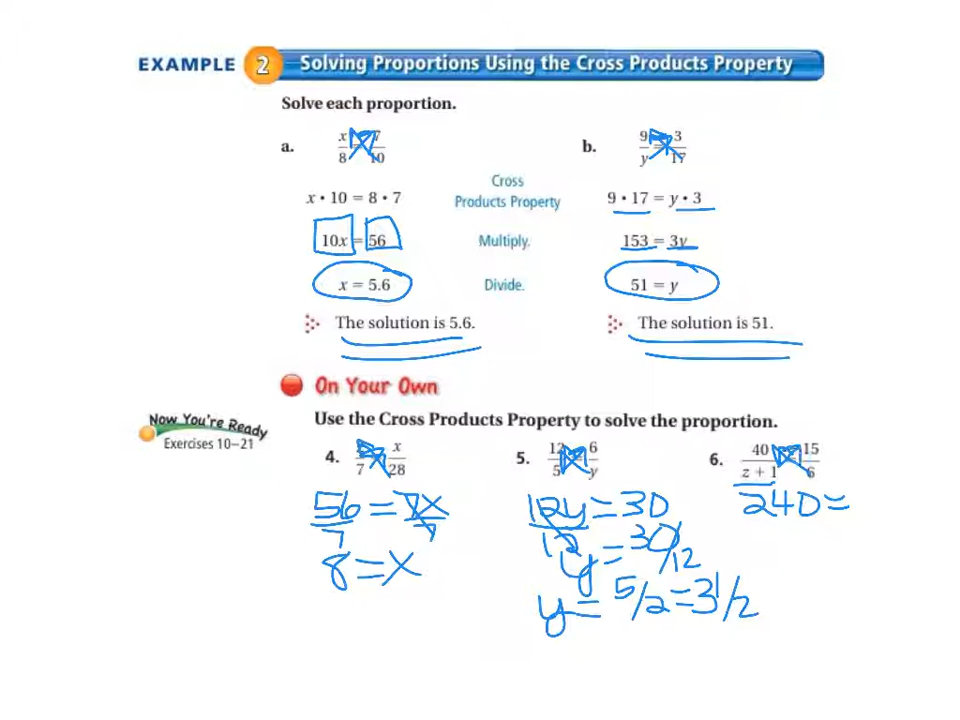 EXAMPLE 2 Solving Proportions Using the Cross Products Property
Solve each proportion.
a. x/8 = 7/10
b. 9/y = 3/17
x • 10 = 8 • 7 Cross Products Property 9 • 17 = y • 3
10x = 56 Multiply. 153 = 3y
x = 5.6 Divide. 51 = y
The solution is 5.6. The solution is 51.
On Your Own
Now You're Ready
Exercises 10–21
Use the Cross Products Property to solve the proportion.
4. /7 x/28
5. 12/5 6/y
6. 40/z + 1 15/6
56 = 7x
7 7
8 = x
12y = 30
12
y = 30/12
y = 5/2 = 3 1/2
240 =